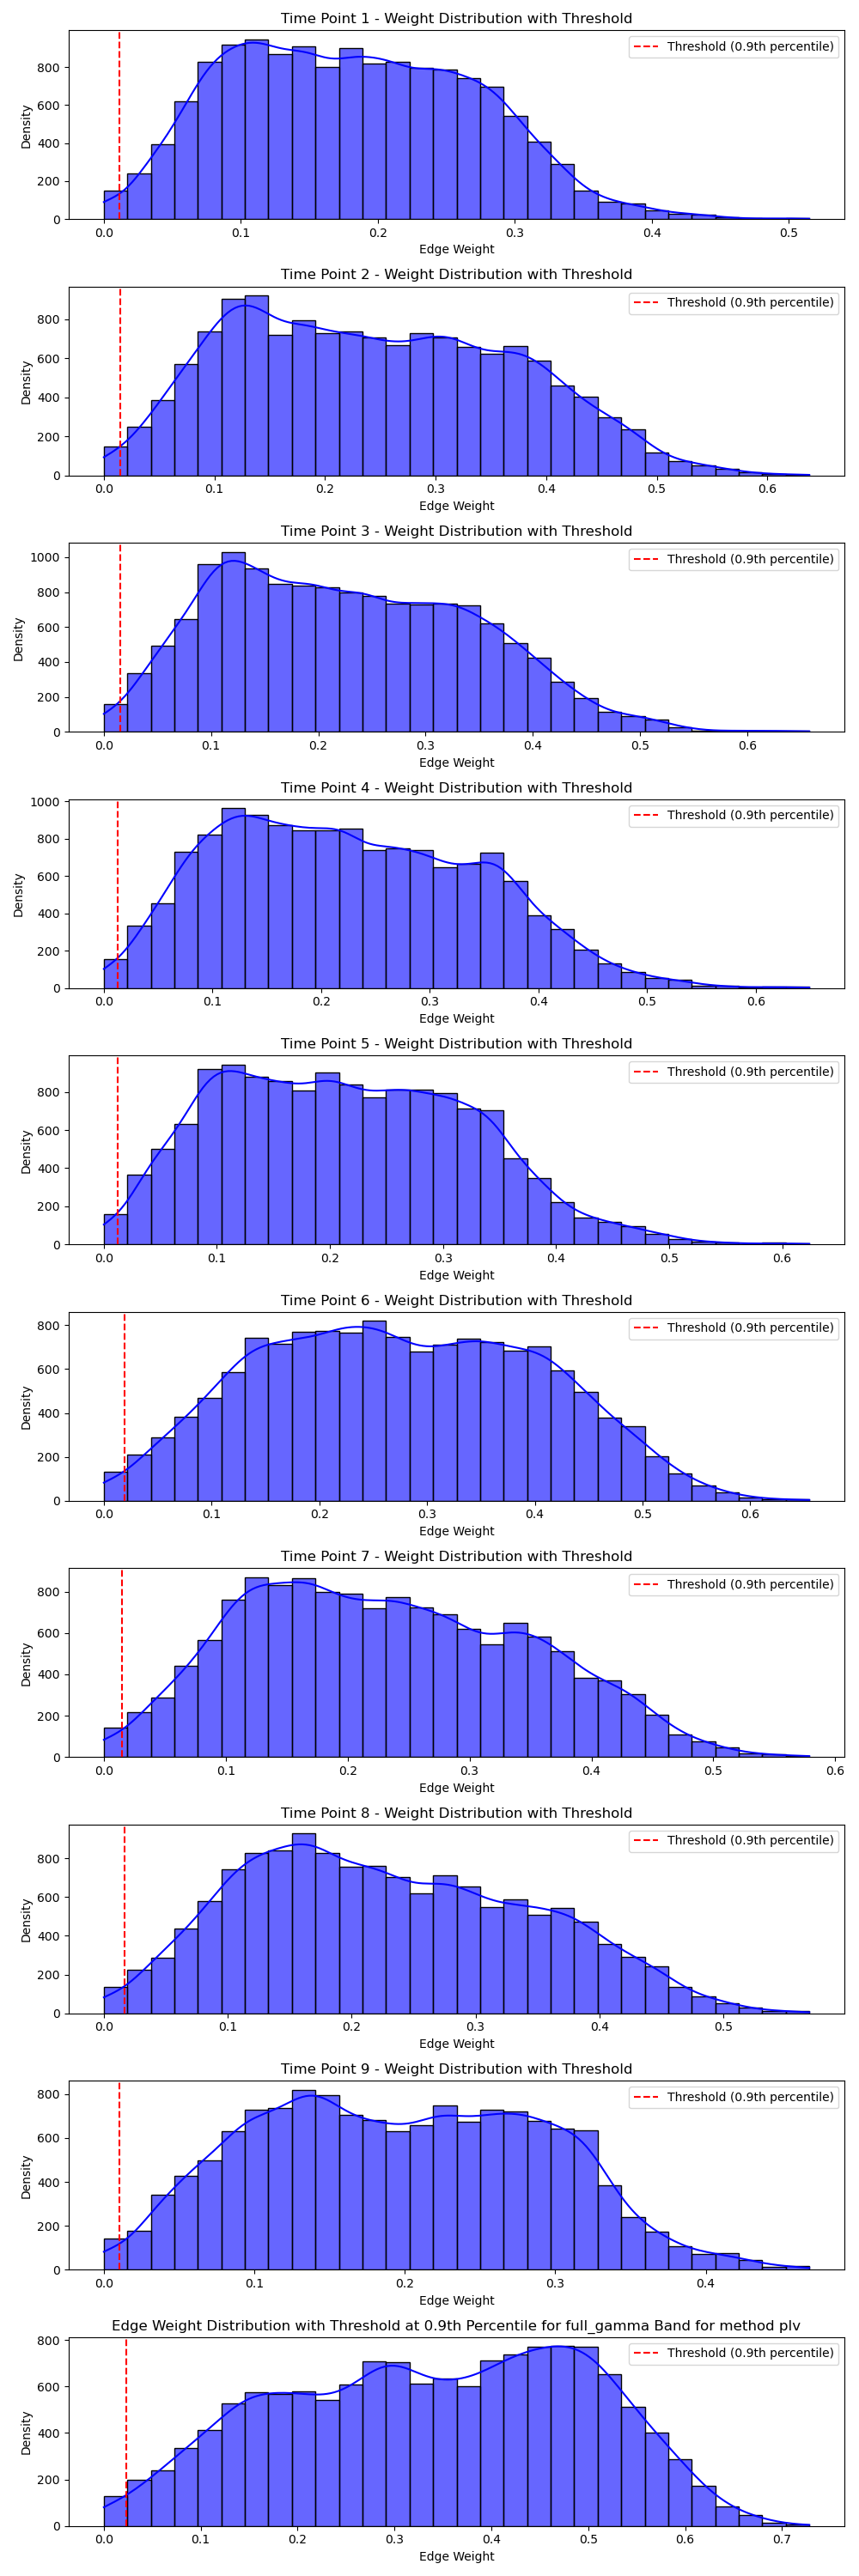 Time Point 1 - Weight Distribution with Threshold
Threshold (0.9th percentile)
Density
800
600
400
200
0
0.0 0.1 0.2 0.3 0.4 0.5
Edge Weight
Time Point 2 - Weight Distribution with Threshold
Threshold (0.9th percentile)
Density
800
600
400
200
0
0.0 0.1 0.2 0.3 0.4 0.5 0.6
Edge Weight
Time Point 3 - Weight Distribution with Threshold
Threshold (0.9th percentile)
Density
1000
800
600
400
200
0
0.0 0.1 0.2 0.3 0.4 0.5 0.6
Edge Weight
Time Point 4 - Weight Distribution with Threshold
Threshold (0.9th percentile)
Density
1000
800
600
400
200
0
0.0 0.1 0.2 0.3 0.4 0.5 0.6
Edge Weight
Time Point 5 - Weight Distribution with Threshold
Threshold (0.9th percentile)
Density
800
600
400
200
0
0.0 0.1 0.2 0.3 0.4 0.5 0.6
Edge Weight
Time Point 6 - Weight Distribution with Threshold
Threshold (0.9th percentile)
Density
800
600
400
200
0
0.0 0.1 0.2 0.3 0.4 0.5 0.6
Edge Weight
Time Point 7 - Weight Distribution with Threshold
Threshold (0.9th percentile)
Density
800
600
400
200
0
0.0 0.1 0.2 0.3 0.4 0.5 0.6
Edge Weight
Time Point 8 - Weight Distribution with Threshold
Threshold (0.9th percentile)
Density
800
600
400
200
0
0.0 0.1 0.2 0.3 0.4 0.5
Edge Weight
Time Point 9 - Weight Distribution with Threshold
Threshold (0.9th percentile)
Density
800
600
400
200
0
0.0 0.1 0.2 0.3 0.4
Edge Weight
Edge Weight Distribution with Threshold at 0.9th Percentile for full_gamma Band for method plv
Threshold (0.9th percentile)
Density
800
600
400
200
0
0.0 0.1 0.2 0.3 0.4 0.5 0.6 0.7
Edge Weight